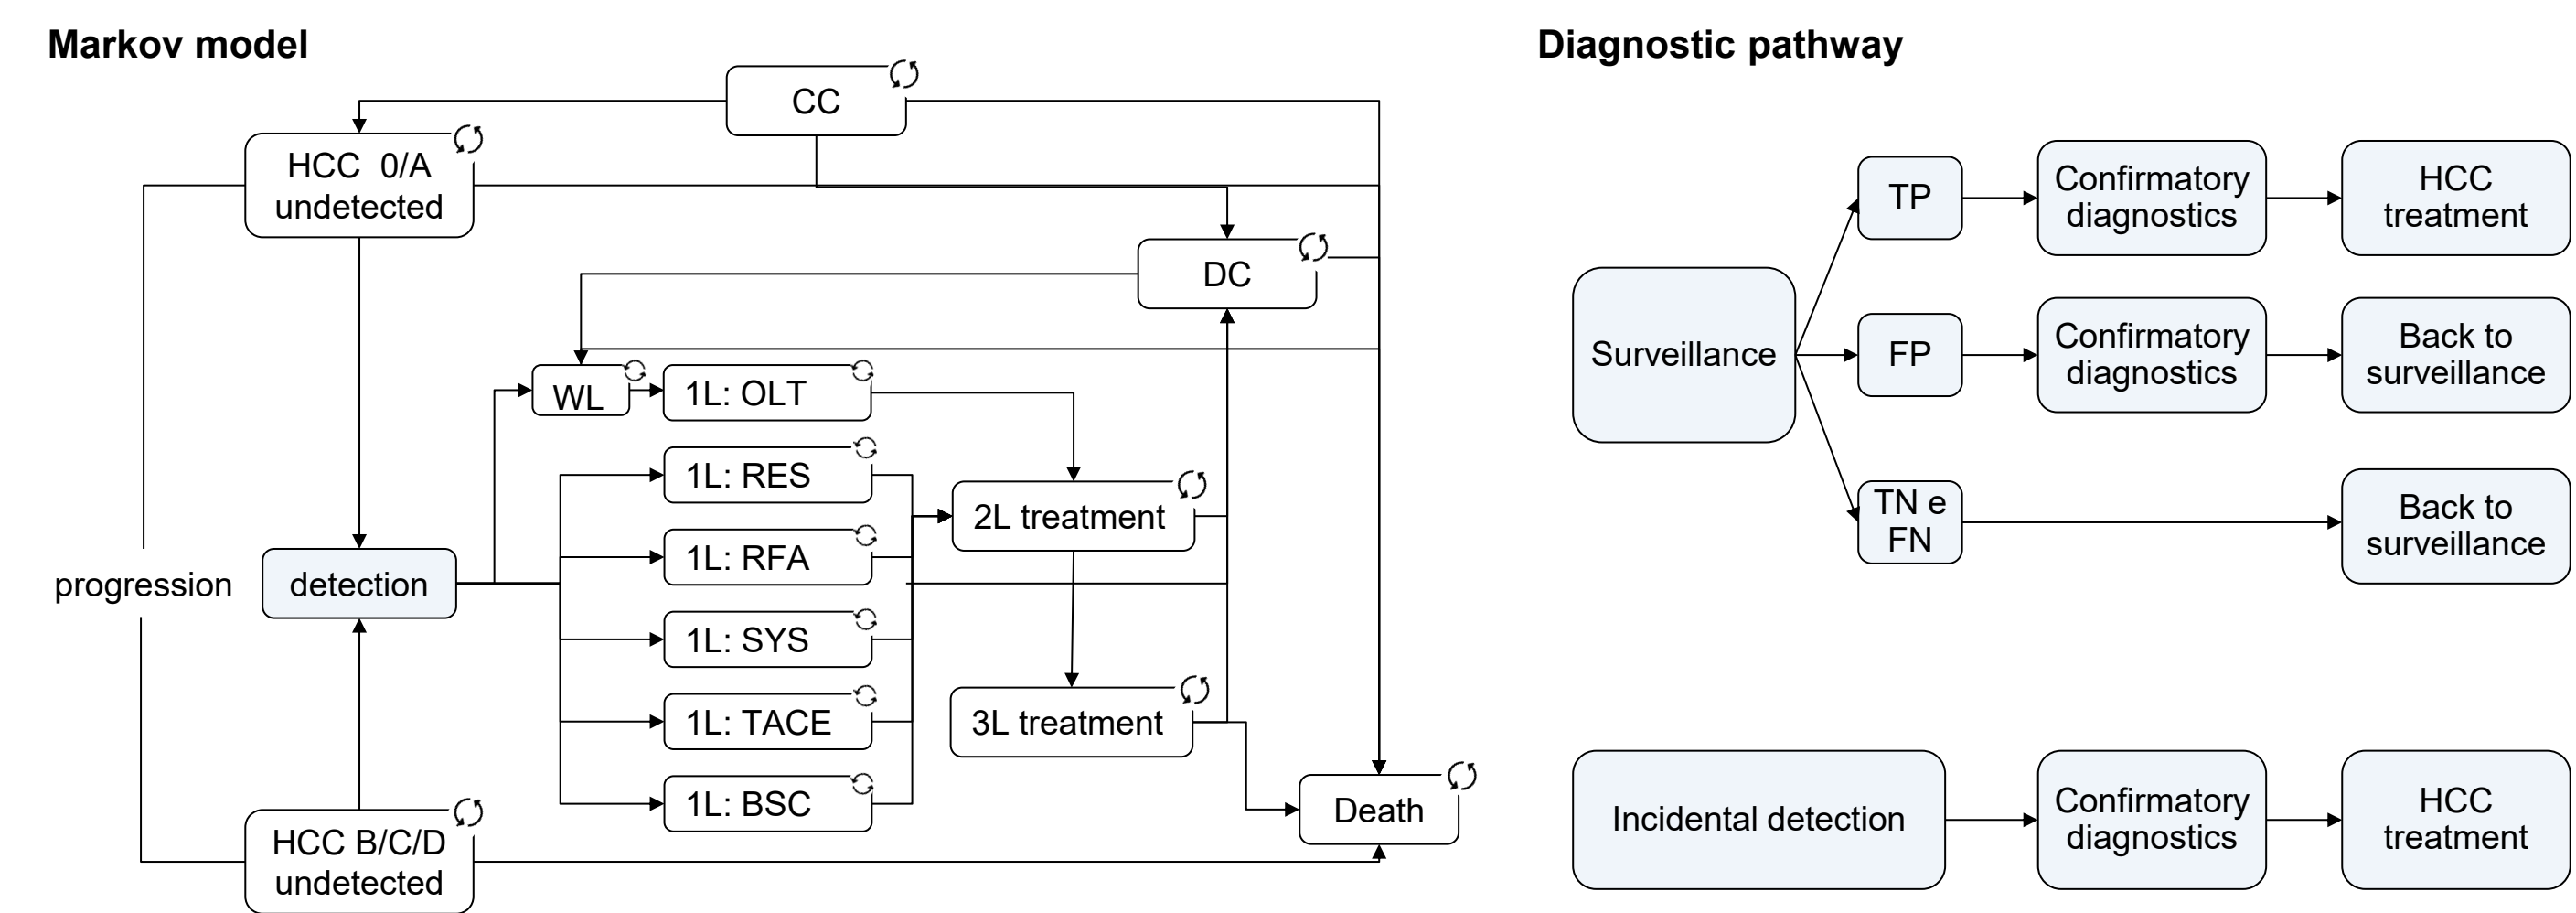 Markov model
CC
HCC 0/A
undetected
DC
WL
1L: OLT
1L: RES
1L: RFA
1L: SYS
1L: TACE
1L: BSC
2L treatment
3L treatment
progression
detection
HCC B/C/D
undetected
Death
Diagnostic pathway
Surveillance
TP
Confirmatory
diagnostics
HCC
treatment
FP
Confirmatory
diagnostics
Back to
surveillance
TN e
FN
Back to
surveillance
Incidental detection
Confirmatory
diagnostics
HCC
treatment